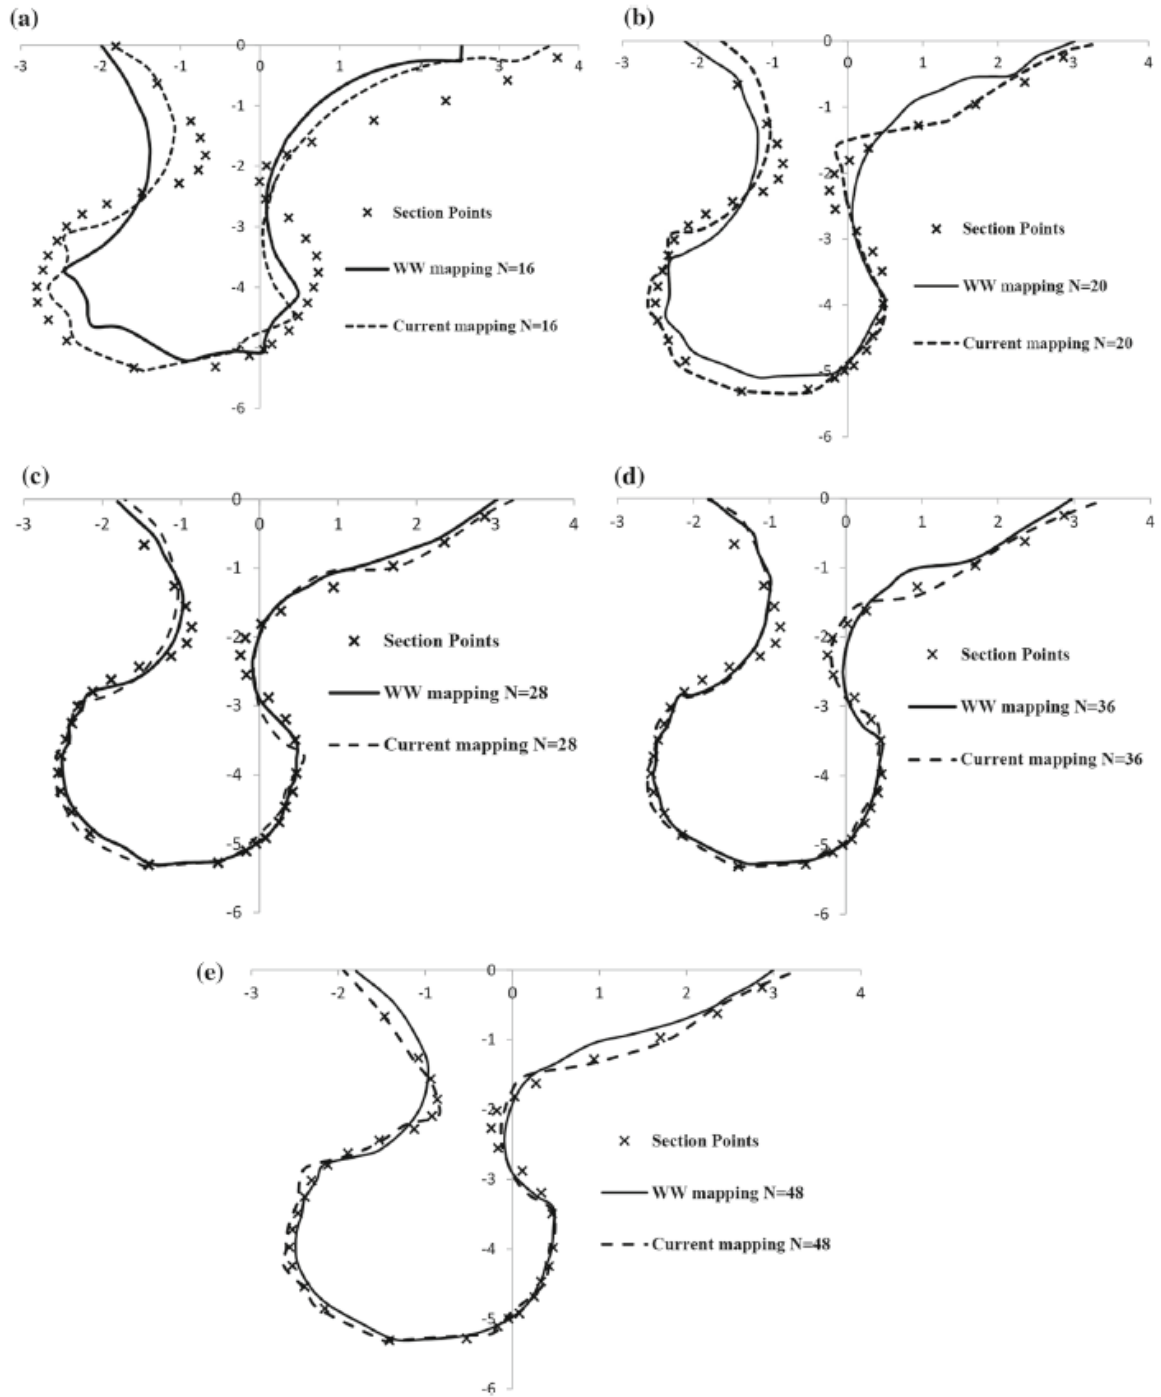 (a)
-3 -2 -1 0 0 1 2 3 4
-1
-2
-3
-4
-5
-6
× Section Points
WW mapping N=16
Current mapping N=16
(b)
-3 -2 -1 0 0 1 2 3 4
-1
-2
-3
-4
-5
-6
× Section Points
WW mapping N=20
Current mapping N=20
(c)
-3 -2 -1 0 0 1 2 3 4
-1
-2
-3
-4
-5
-6
× Section Points
WW mapping N=28
Current mapping N=28
(d)
-3 -2 -1 0 0 1 2 3 4
-1
-2
-3
-4
-5
-6
× Section Points
WW mapping N=36
Current mapping N=36
(e)
-3 -2 -1 0 0 1 2 3 4
-1
-2
-3
-4
-5
-6
× Section Points
WW mapping N=48
Current mapping N=48